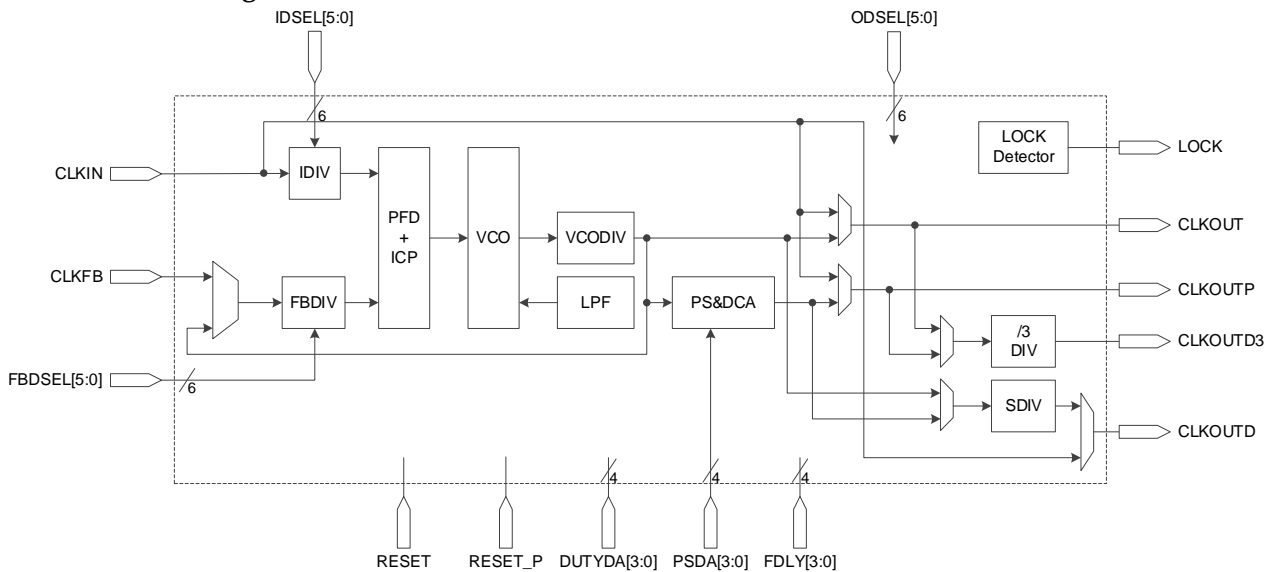 IDSEL[5:0]
ODSEL[5:0]
6
6
LOCK
Detector
LOCK
CLKIN
IDIV
PFD
+
ICP
VCO
VCODIV
CLKOUT
CLKFB
FBDIV
LPF
PS&DCA
CLKOUTP
/3
DIV
CLKOUTD3
FBDSEL[5:0]
6
SDIV
CLKOUTD
4
4
4
RESET
RESET_P
DUTYDA[3:0]
PSDA[3:0]
FDLY[3:0]